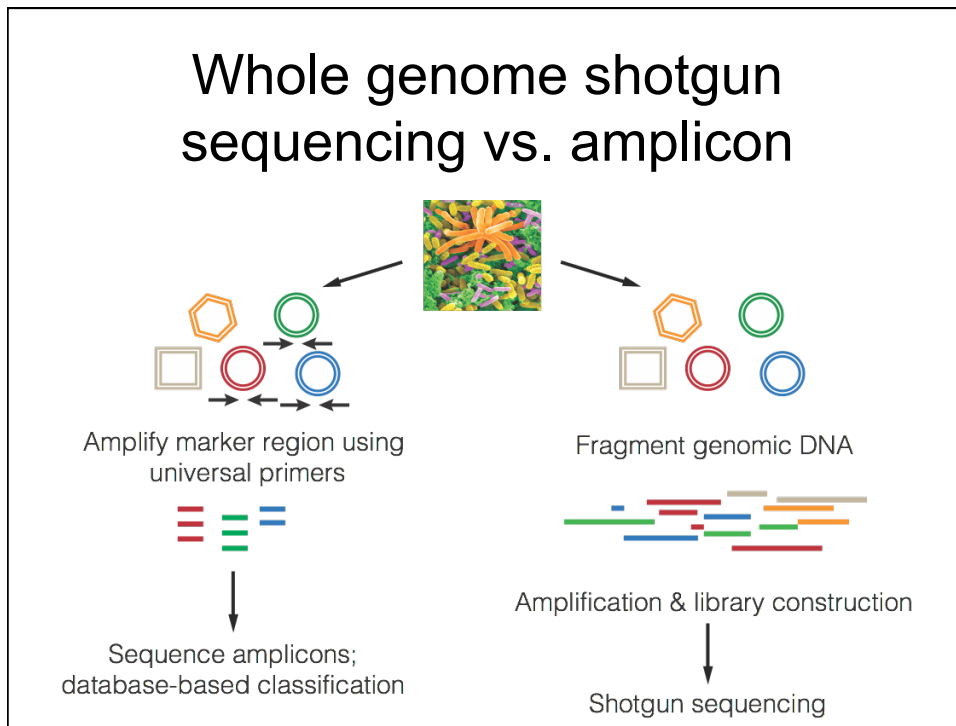 Whole genome shotgun
sequencing vs. amplicon
Amplify marker region using
universal primers
Sequence amplicons;
database-based classification
Fragment genomic DNA
Amplification & library construction
Shotgun sequencing